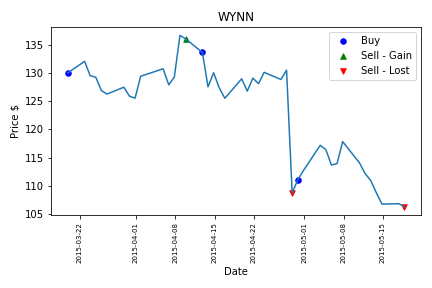 WYNN
Buy
Sell - Gain
Sell - Lost
Price $
135
130
125
120
115
110
105
2015-03-22
2015-04-01
2015-04-08
2015-04-15
2015-04-22
2015-05-01
2015-05-08
2015-05-15
Date